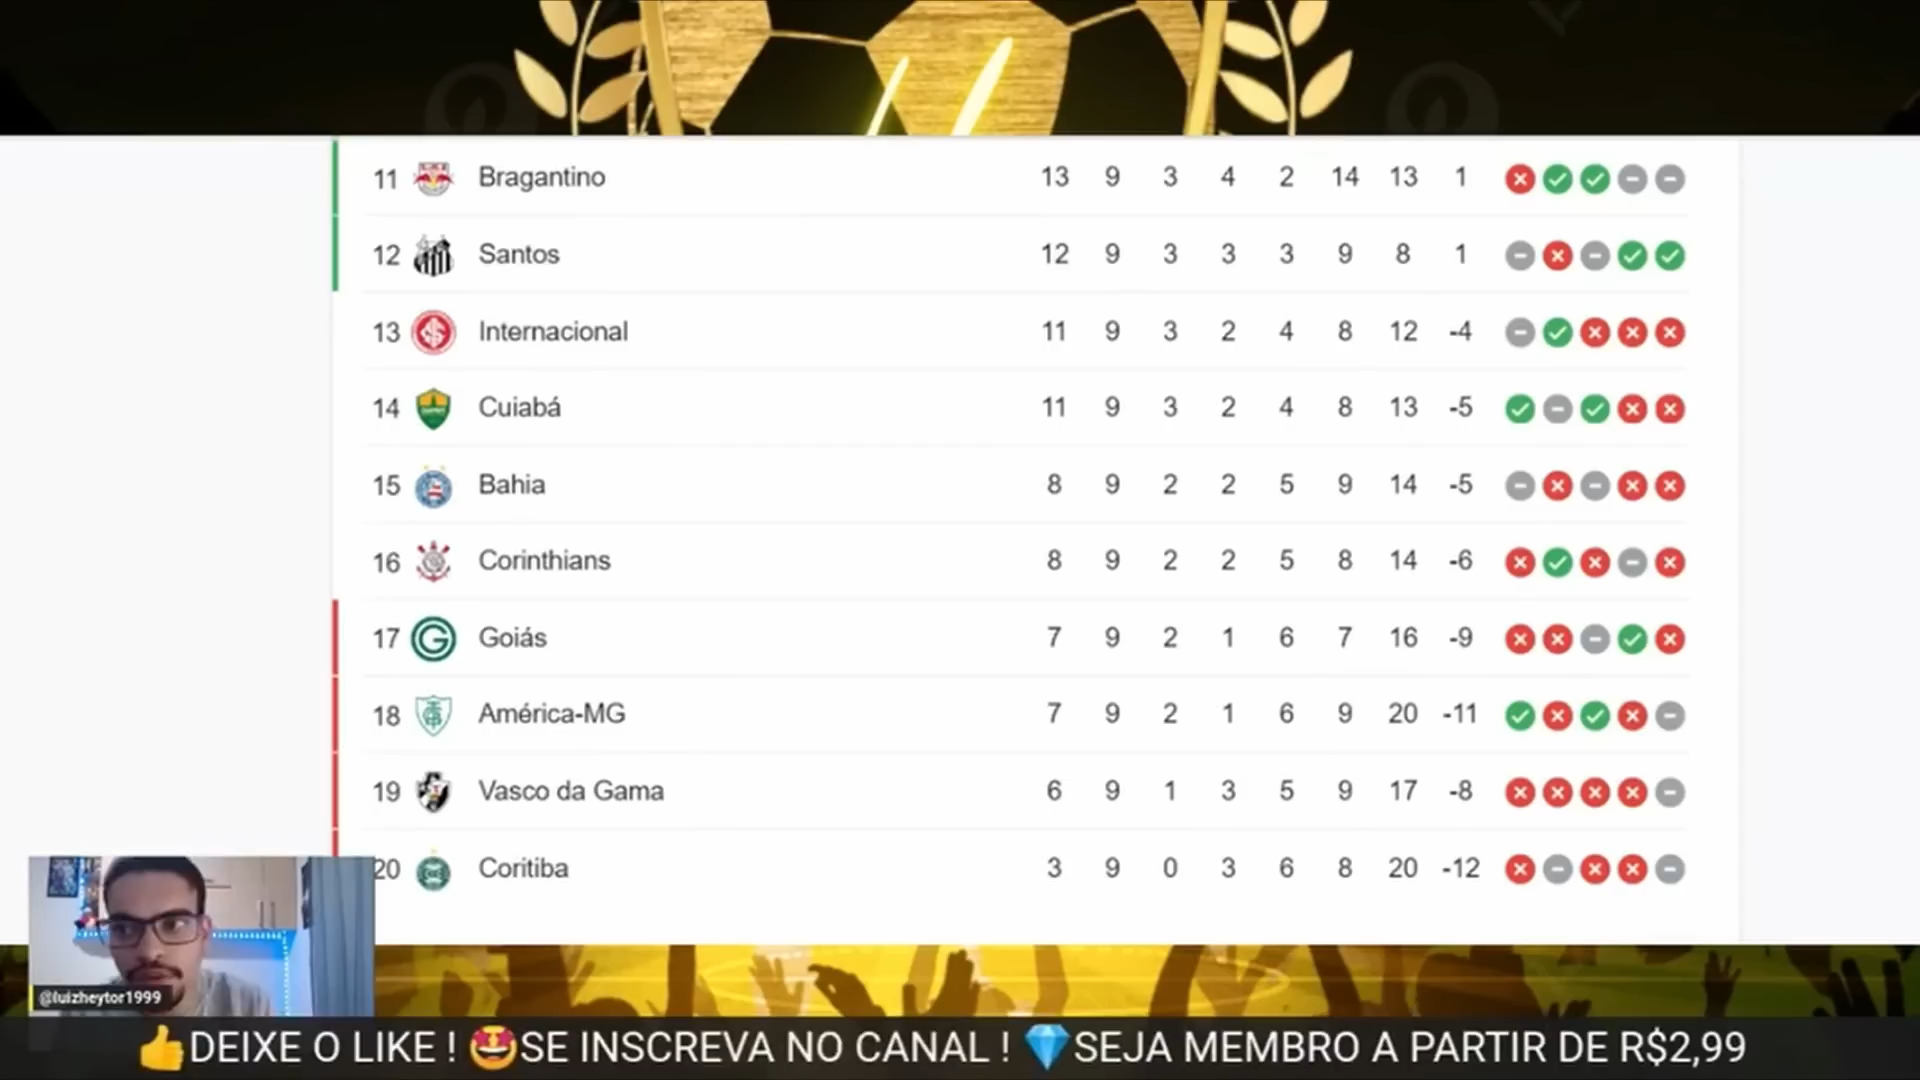 11 Bragantino 13 9 3 4 2 14 13 1
12 Santos 12 9 3 3 3 9 8 1
13 Internacional 11 9 3 2 4 8 12 -4
14 Cuiabá 11 9 3 2 4 8 13 -5
15 Bahia 8 9 2 2 5 9 14 -5
16 Corinthians 8 9 2 2 5 8 14 -6
17 Goiás 7 9 2 1 6 7 16 -9
18 América-MG 7 9 2 1 6 9 20 -11
19 Vasco da Gama 6 9 1 3 5 9 17 -8
20 Coritiba 3 9 0 3 6 8 20 -12
@luizheytor1999
👍DEIXE O LIKE ! 🤩SE INSCREVA NO CANAL ! 💎SEJA MEMBRO A PARTIR DE R$2,99